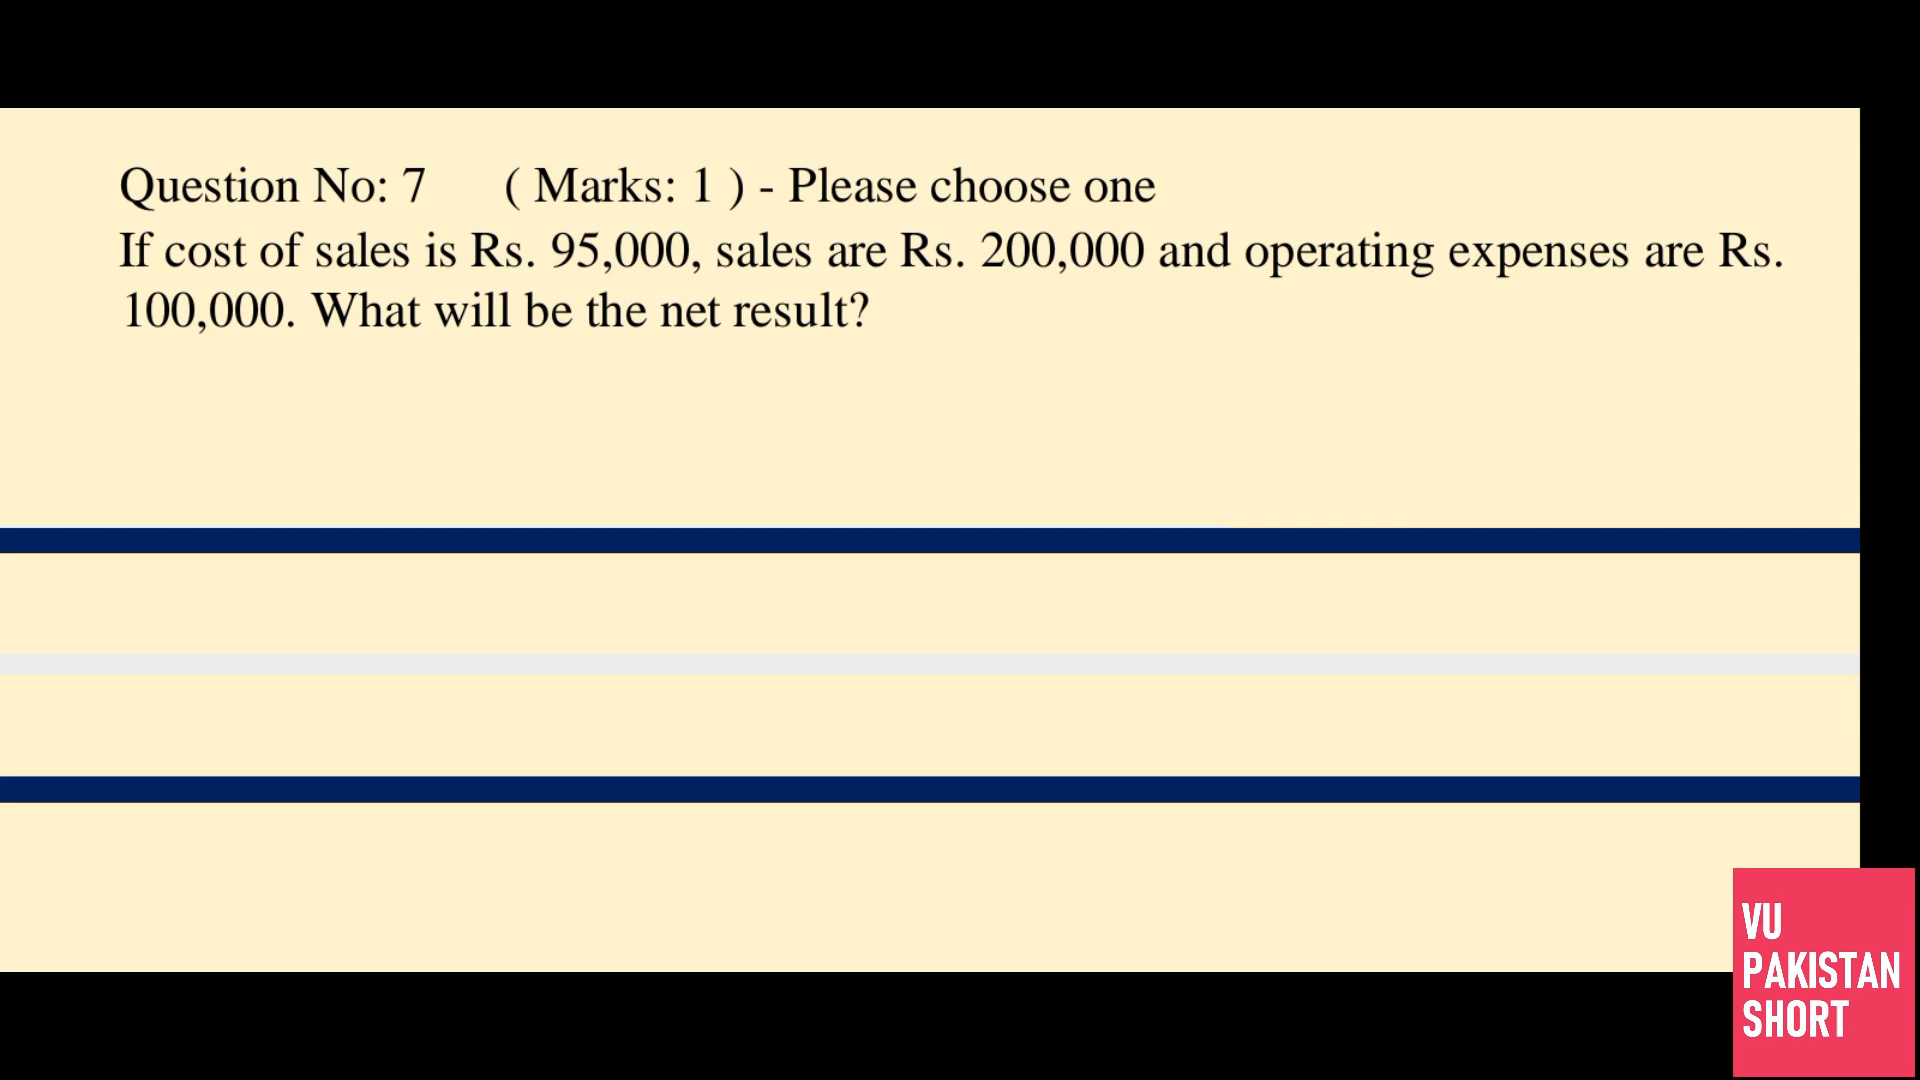 Question No: 7 ( Marks: 1 ) - Please choose one
If cost of sales is Rs. 95,000, sales are Rs. 200,000 and operating expenses are Rs.
100,000. What will be the net result?
VU
PAKISTAN
SHORT